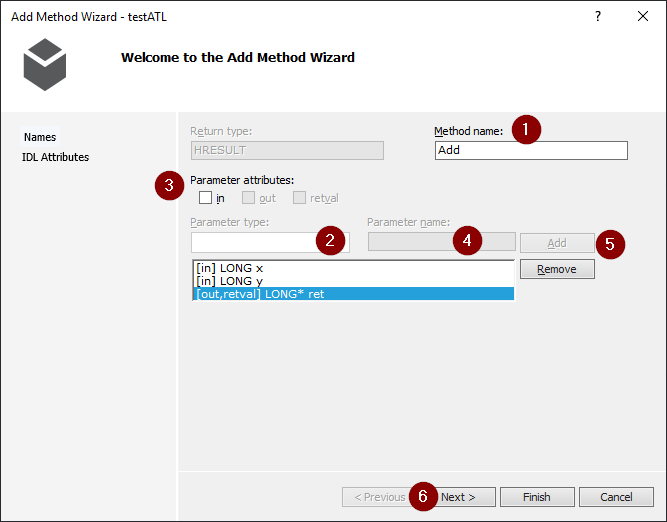 Add Method Wizard - testATL
Welcome to the Add Method Wizard
Names
IDL Attributes
Return type:
HRESULT
Method name:
1
Add
3
Parameter attributes:
in
out
retval
Parameter type:
2
Parameter name:
4
Add
5
[in] LONG x
[in] LONG y
[out,retval] LONG* ret
Remove
< Previous
6
Next >
Finish
Cancel